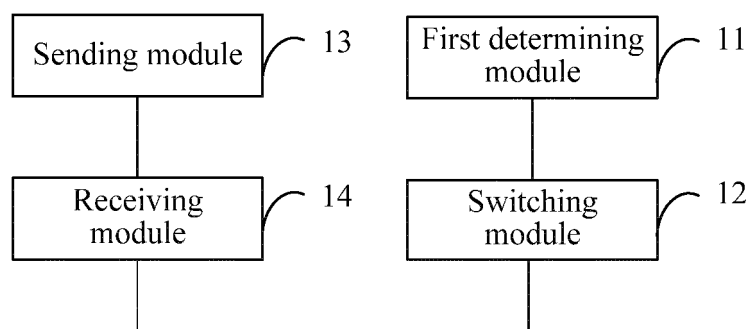 Sending module
13
First determining
module
11
Receiving
module
14
Switching
module
12